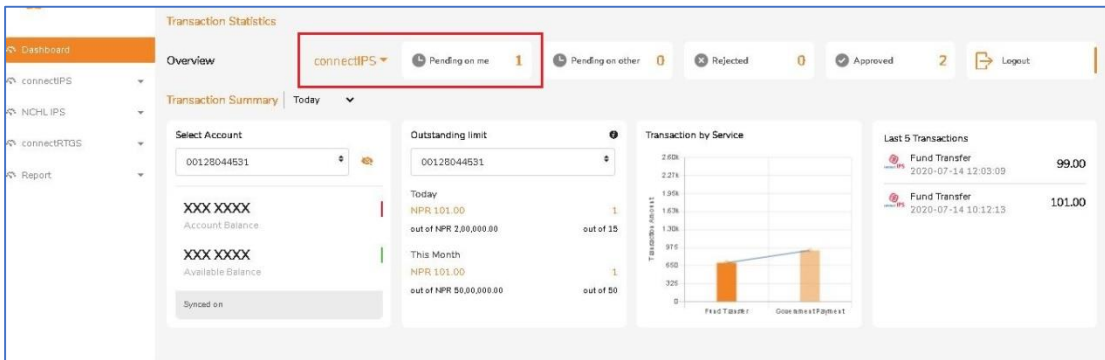 Transaction Statistics
Dashboard
Overview
connectIPS
Pending on me 1
Pending on other 0
Rejected 0
Approved 2
Logout
connectIPS
NCHL IPS
connectRTGS
Report
Transaction Summary Today
Select Account
00128044531
XXX XXXX
Account Balance
XXX XXXX
Available Balance
Synced on
Outstanding limit
00128044531
Today
NPR 101.00 1
out of NPR 2,00,000.00 out of 15
This Month
NPR 101.00 1
out of NPR 50,00,000.00 out of 50
Transaction by Service
Transaction Amount
2.60k
2.27k
1.95k
1.63k
1.30k
975
650
325
0
Fund Transfer
Government Payment
Last 5 Transactions
Fund Transfer
2020-07-14 12:03:09 99.00
Fund Transfer
2020-07-14 10:12:13 101.00